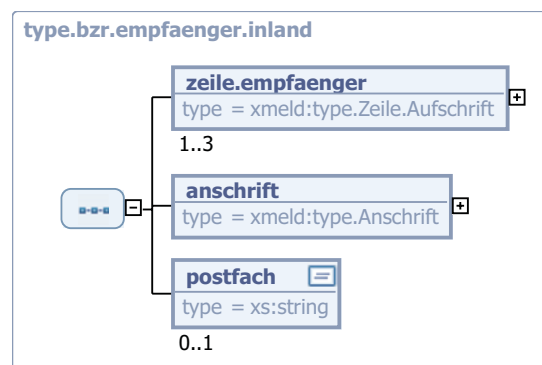 type.bzr.empfaenger.inland
zeile.empfaenger
type = xmeld:type.Zeile.Aufschrift
1..3
anschrift
type = xmeld:type.Anschrift
postfach
type = xs:string
0..1